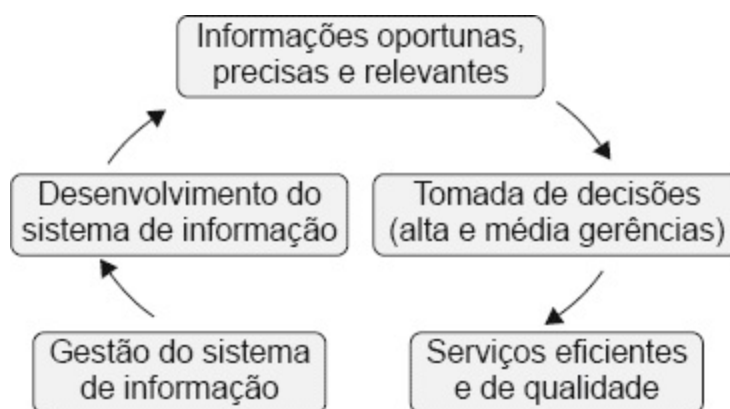 Informações oportunas,
precisas e relevantes
Desenvolvimento do
sistema de informação
Tomada de decisões
(alta e média gerências)
Gestão do sistema
de informação
Serviços eficientes
e de qualidade